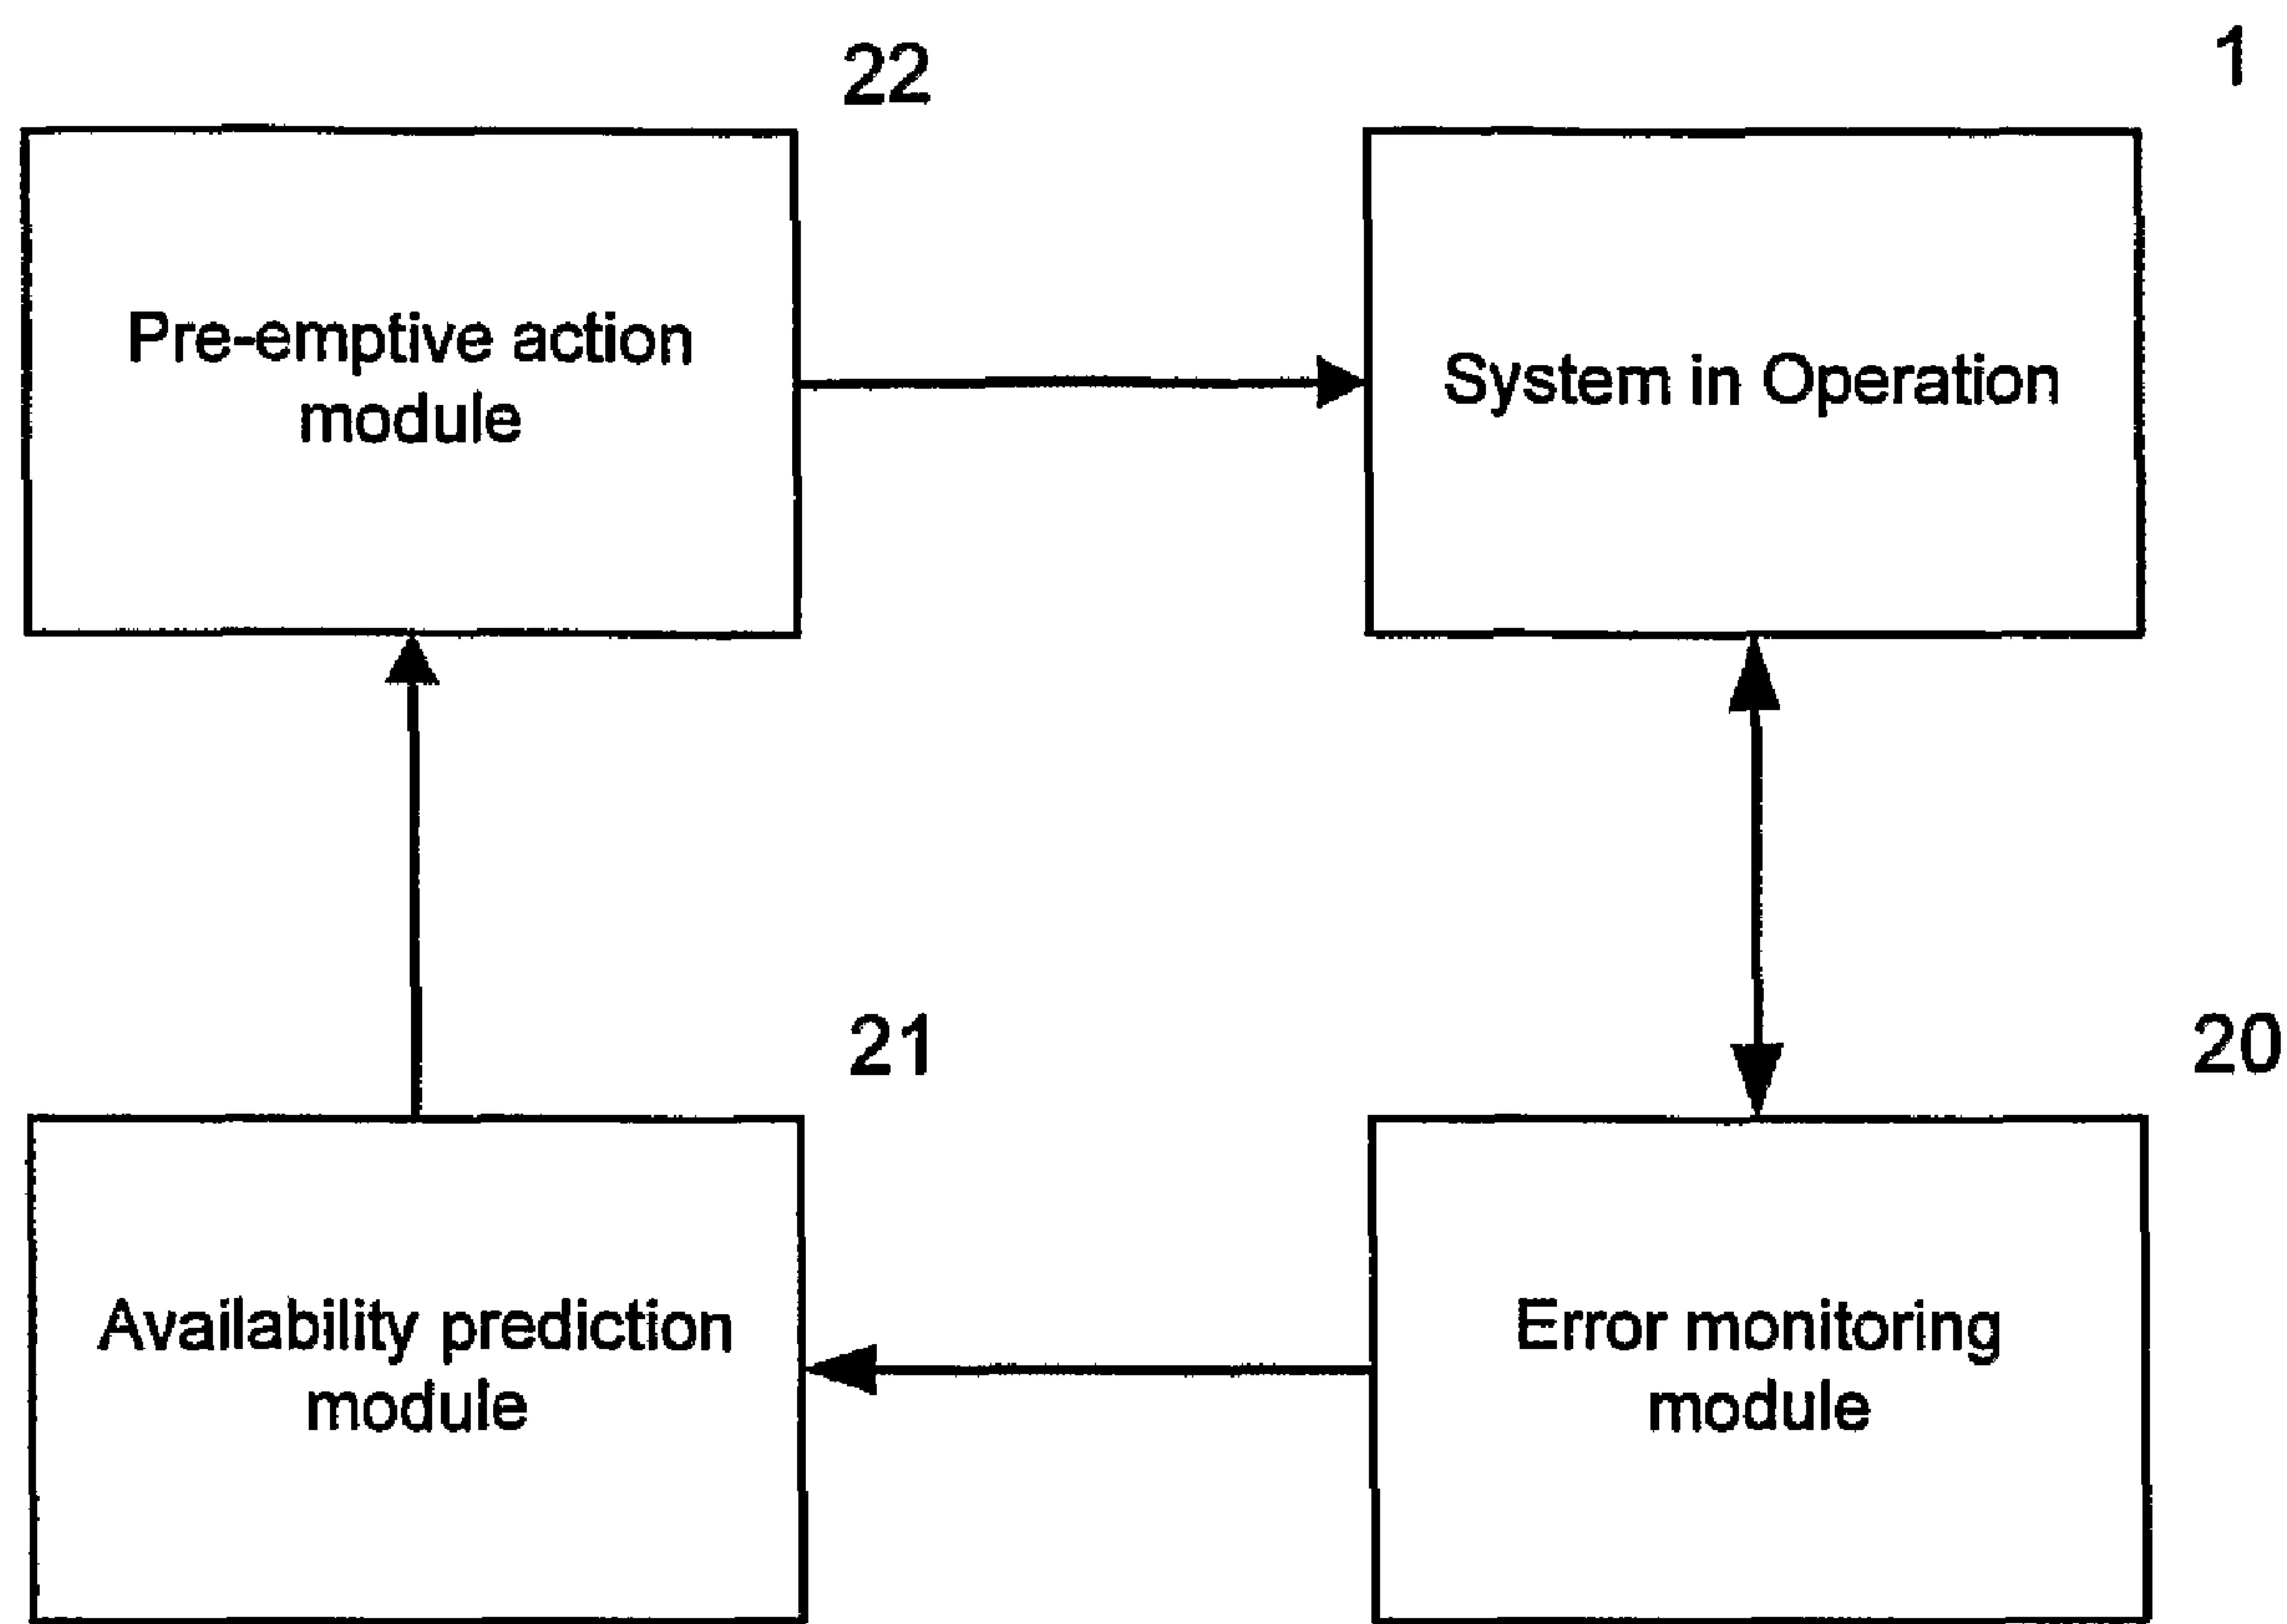 22
1
Pre-emptive action
module
System in Operation
21
20
Availability prediction
module
Error monitoring
module